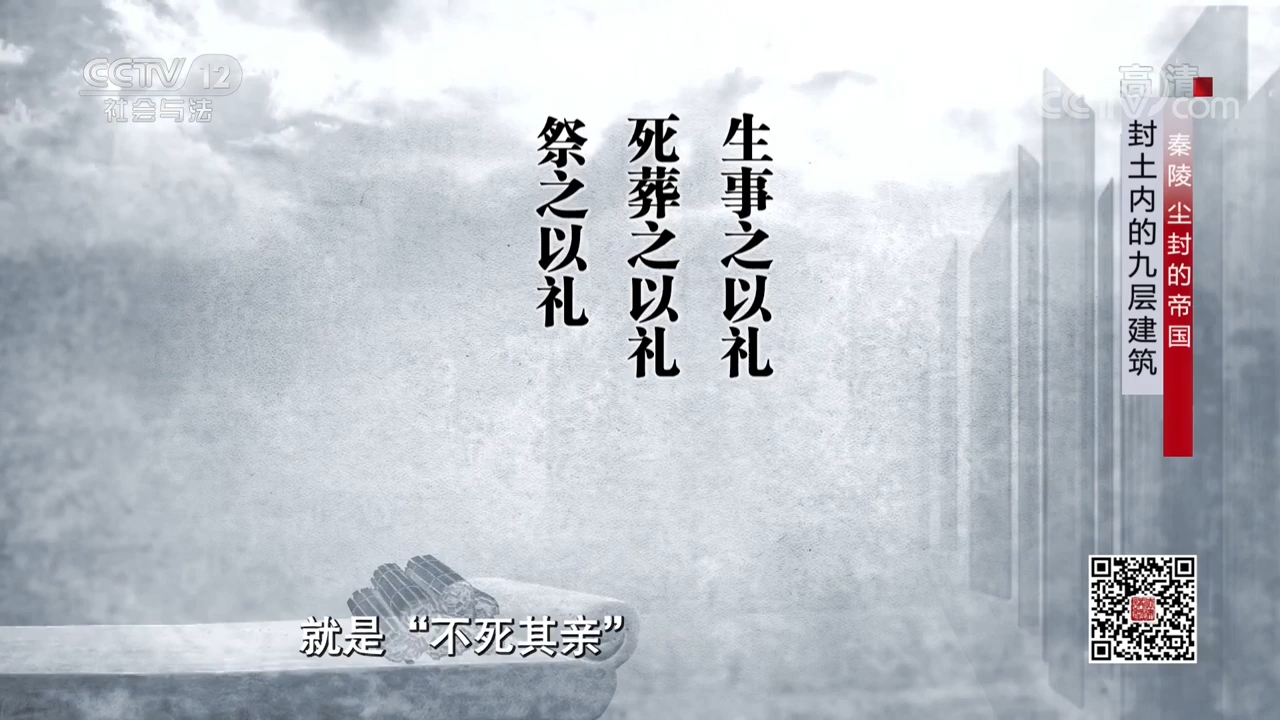 CCTV 12
社会与法
高清
CCTV.com
秦陵 尘封的帝国
封土内的九层建筑
生事之以礼
死葬之以礼
祭之以礼
就是“不死其亲”